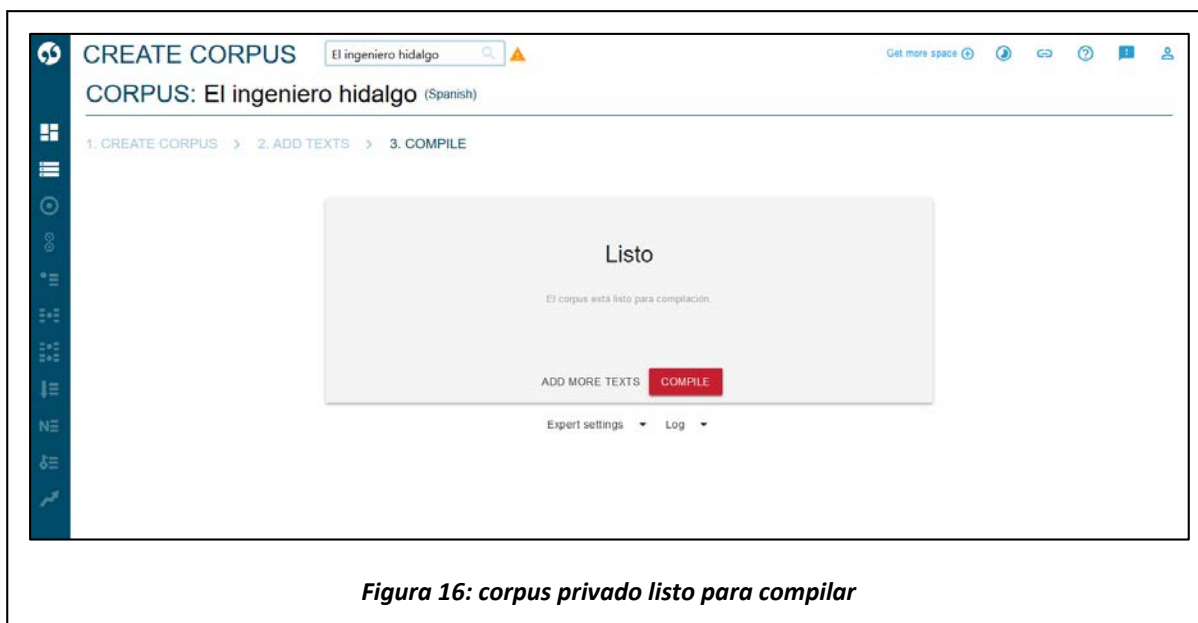 CREATE CORPUS El ingeniero hidalgo Get more space
CORPUS: El ingeniero hidalgo (Spanish)
1. CREATE CORPUS > 2. ADD TEXTS > 3. COMPILE
Listo
El corpus está listo para compilación.
ADD MORE TEXTS COMPILE
Expert settings Log
N
Figura 16: corpus privado listo para compilar